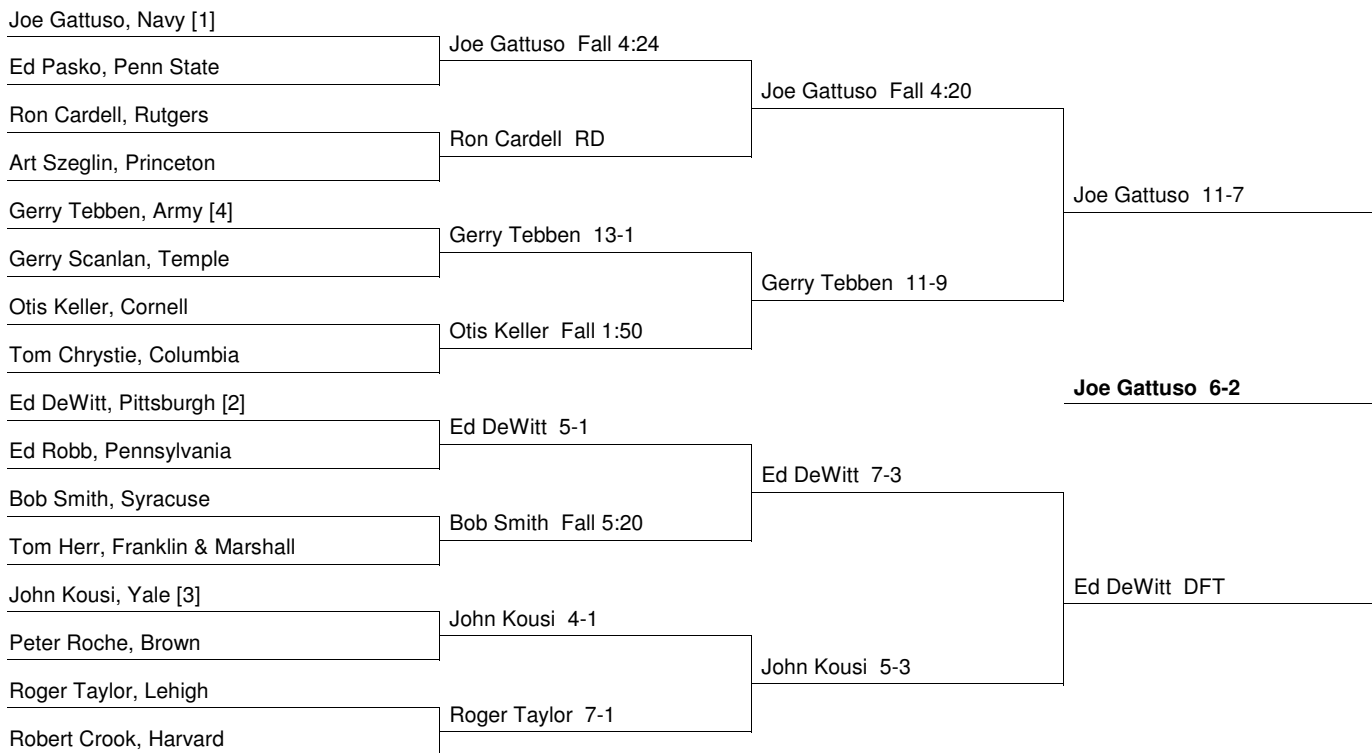 Joe Gattuso, Navy [1]
Ed Pasko, Penn State
Ron Cardell, Rutgers
Art Szeglin, Princeton
Gerry Tebben, Army [4]
Gerry Scanlan, Temple
Otis Keller, Cornell
Tom Chrystie, Columbia
Ed DeWitt, Pittsburgh [2]
Ed Robb, Pennsylvania
Bob Smith, Syracuse
Tom Herr, Franklin & Marshall
John Kousi, Yale [3]
Peter Roche, Brown
Roger Taylor, Lehigh
Robert Crook, Harvard
Joe Gattuso Fall 4:24
Ron Cardell RD
Gerry Tebben 13-1
Otis Keller Fall 1:50
Ed DeWitt 5-1
Bob Smith Fall 5:20
John Kousi 4-1
Roger Taylor 7-1
Joe Gattuso Fall 4:20
Gerry Tebben 11-9
Ed DeWitt 7-3
John Kousi 5-3
Joe Gattuso 11-7
Ed DeWitt DFT
Joe Gattuso 6-2